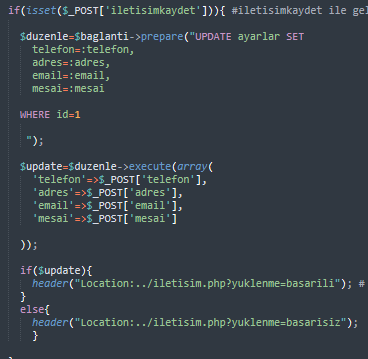 if(isset($_POST['iletisimkaydet'])){ #iletisimkaydet ile gel
$duzenle=$baglanti->prepare("UPDATE ayarlar SET
telefon=:telefon,
adres=:adres,
email=:email,
mesai=:mesai
WHERE id=1
");
$update=$duzenle->execute(array(
'telefon'=>$_POST['telefon'],
'adres'=>$_POST['adres'],
'email'=>$_POST['email'],
'mesai'=>$_POST['mesai']
));
if($update){
header("Location:../iletisim.php?yuklenme=basarili"); #
}
else{
header("Location:../iletisim.php?yuklenme=basarisiz");
}